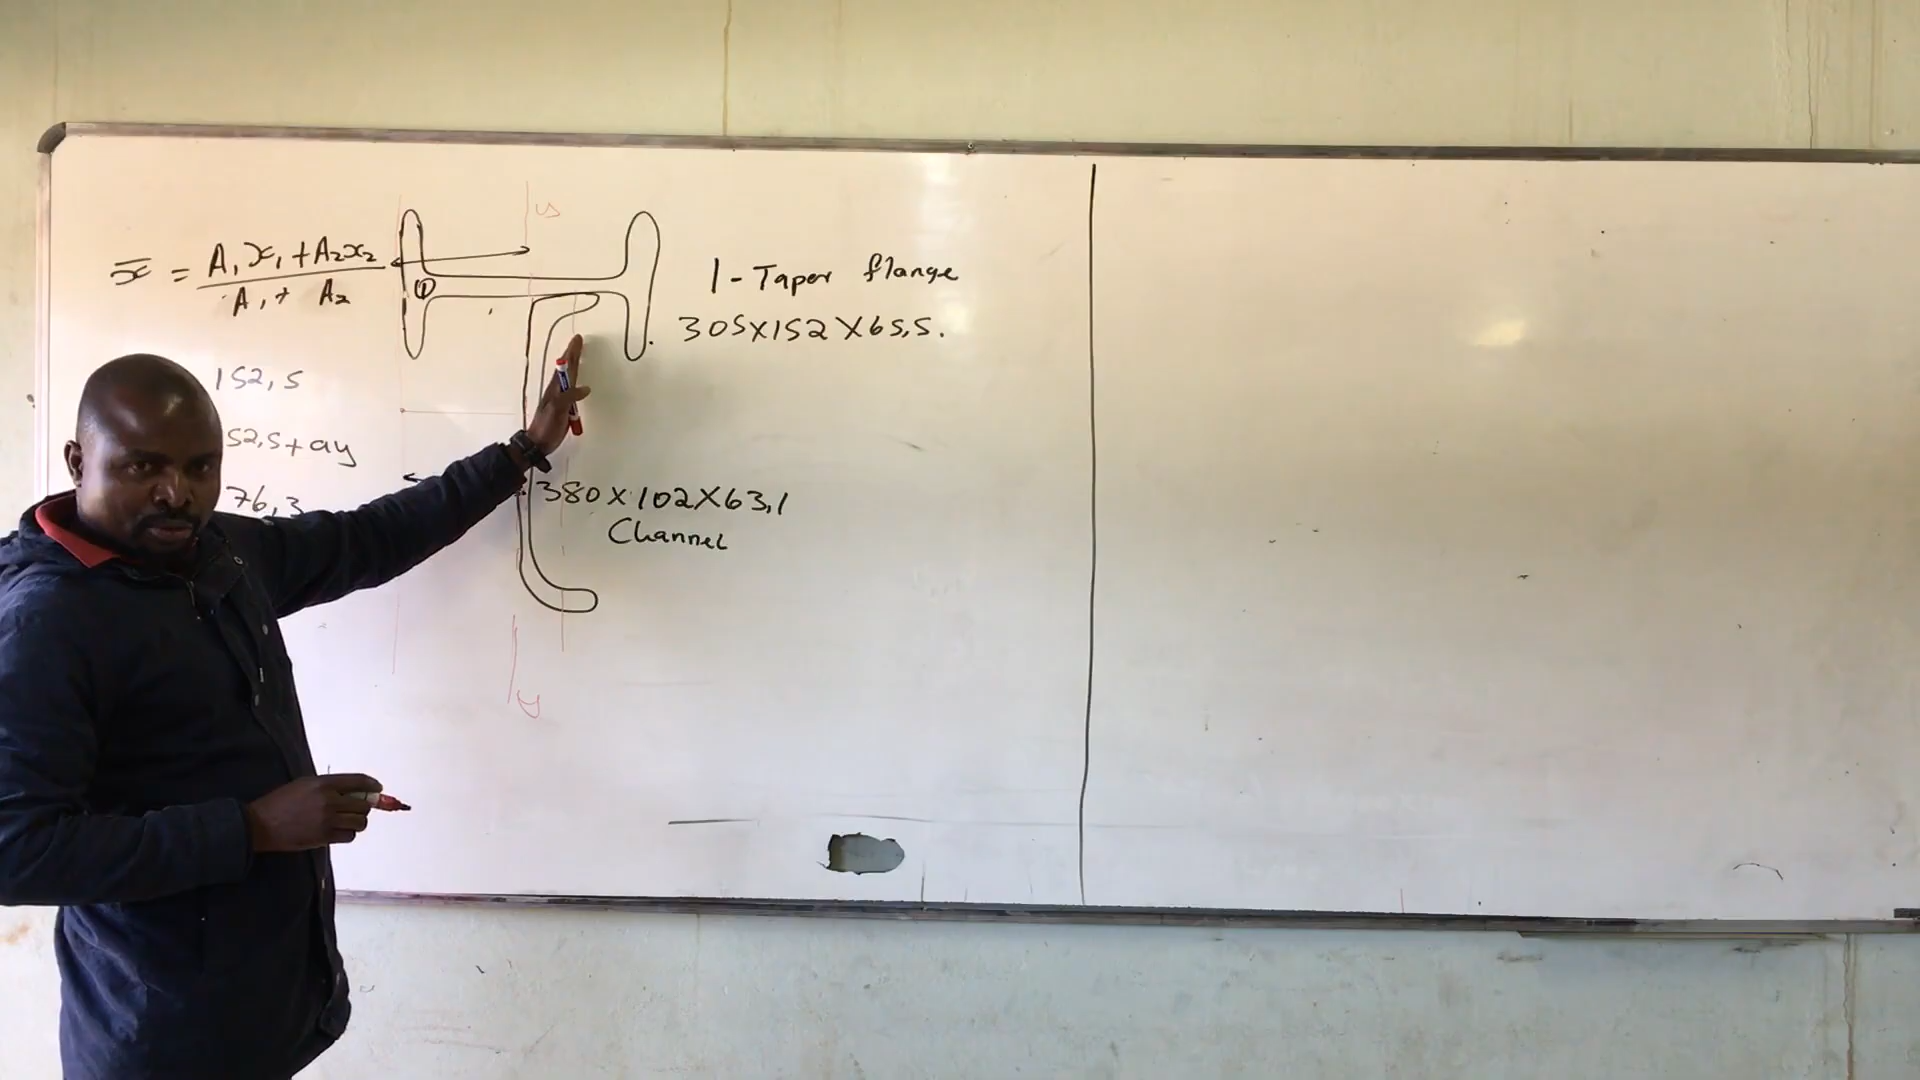 x̄ = A₁x₁ + A₂x₂ / A₁ + A₂
152,5
52,5 + ay
76,3
y
①
1 - Taper flange
305x152x65,5.
380x102x63,1
Channel
y